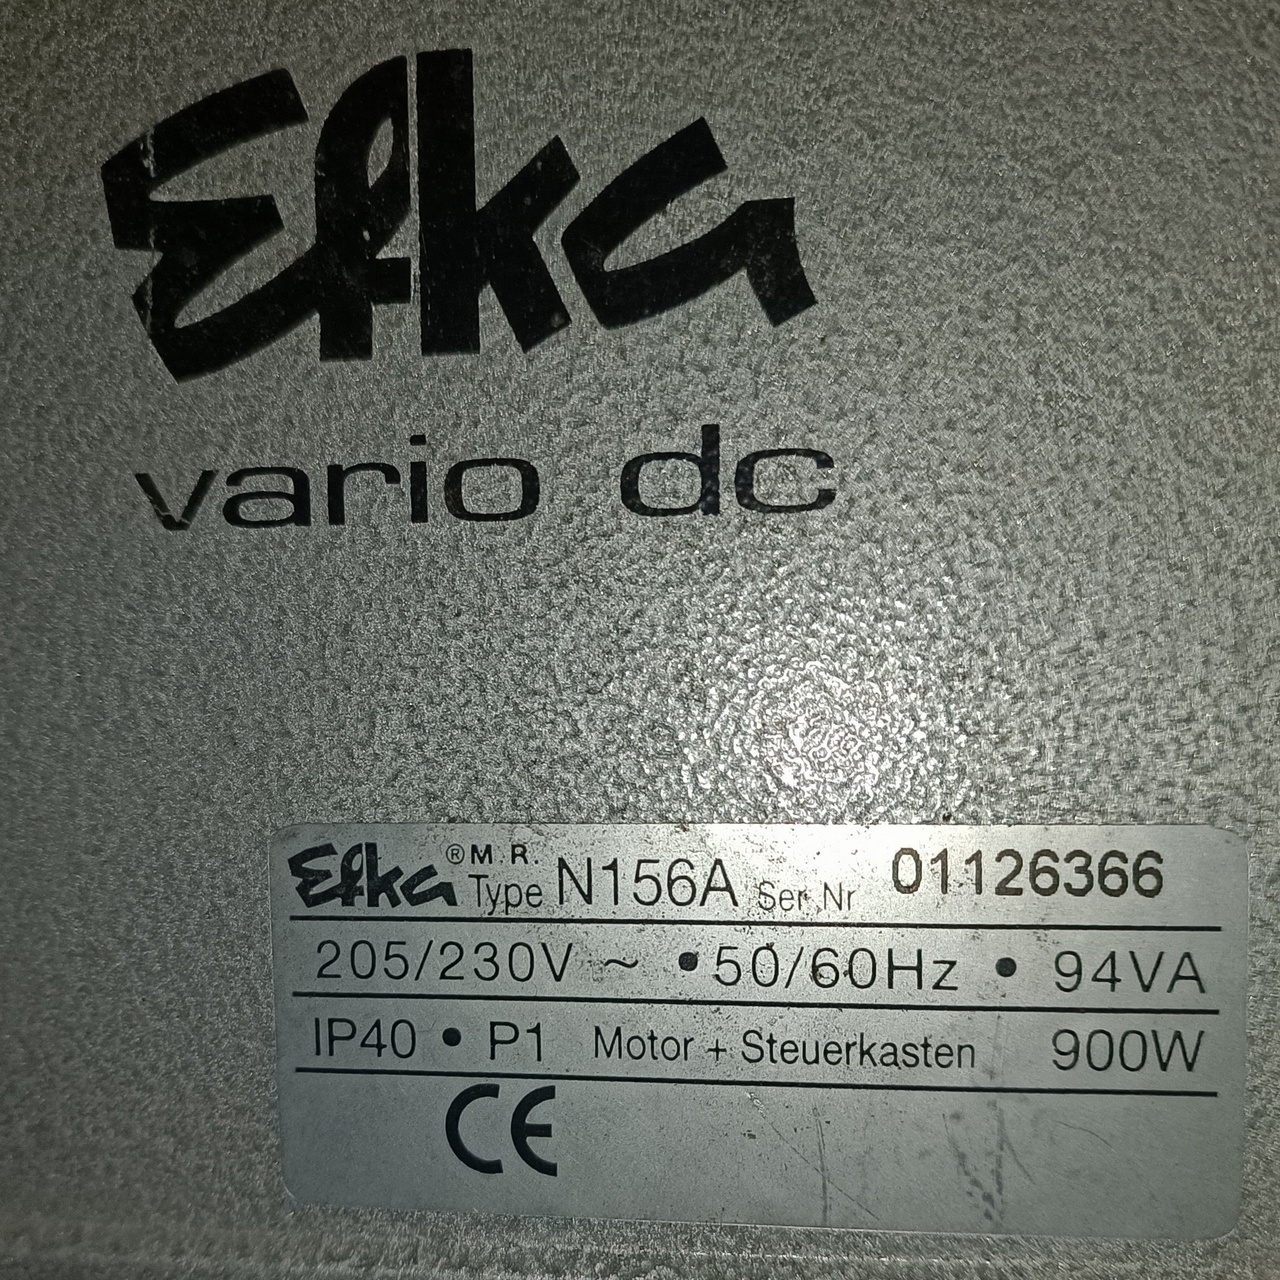 Efka
vario dc
Efka® M.R. Type N156A Ser. Nr 01126366
205/230V ~ • 50/60Hz • 94VA
IP40 • P1 Motor + Steuerkasten 900W
CE